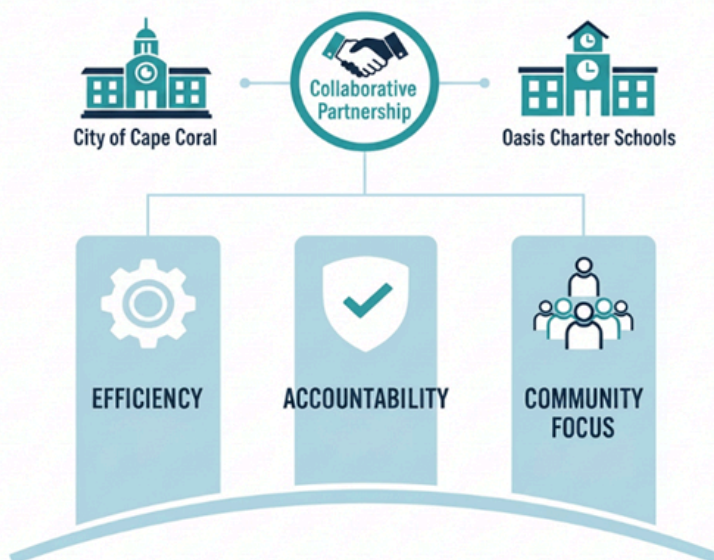 Collaborative
Partnership
City of Cape Coral
Oasis Charter Schools
EFFICIENCY
ACCOUNTABILITY
COMMUNITY
FOCUS